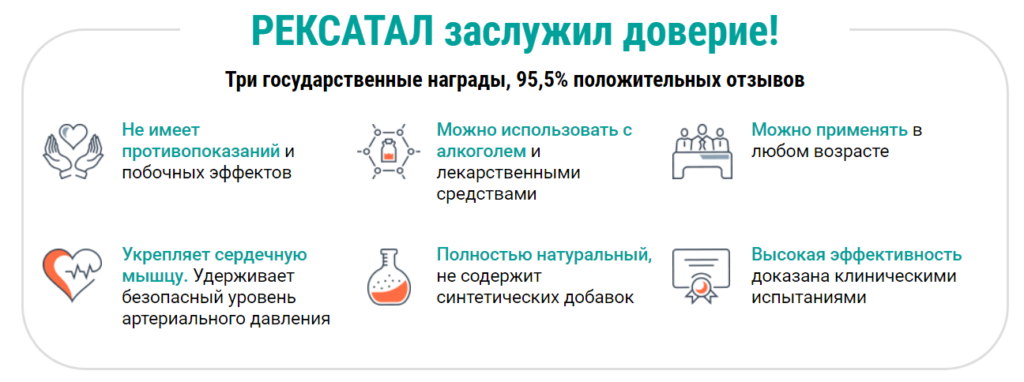 РЕКСАТАЛ заслужил доверие!
Три государственные награды, 95,5% положительных отзывов
Не имеет
противопоказаний и
побочных эффектов
Можно использовать с
алкоголем и
лекарственными
средствами
Можно применять в
любом возрасте
Укрепляет сердечную
мышцу. Удерживает
безопасный уровень
артериального давления
Полностью натуральный,
не содержит
синтетических добавок
Высокая эффективность
доказана клиническими
испытаниями